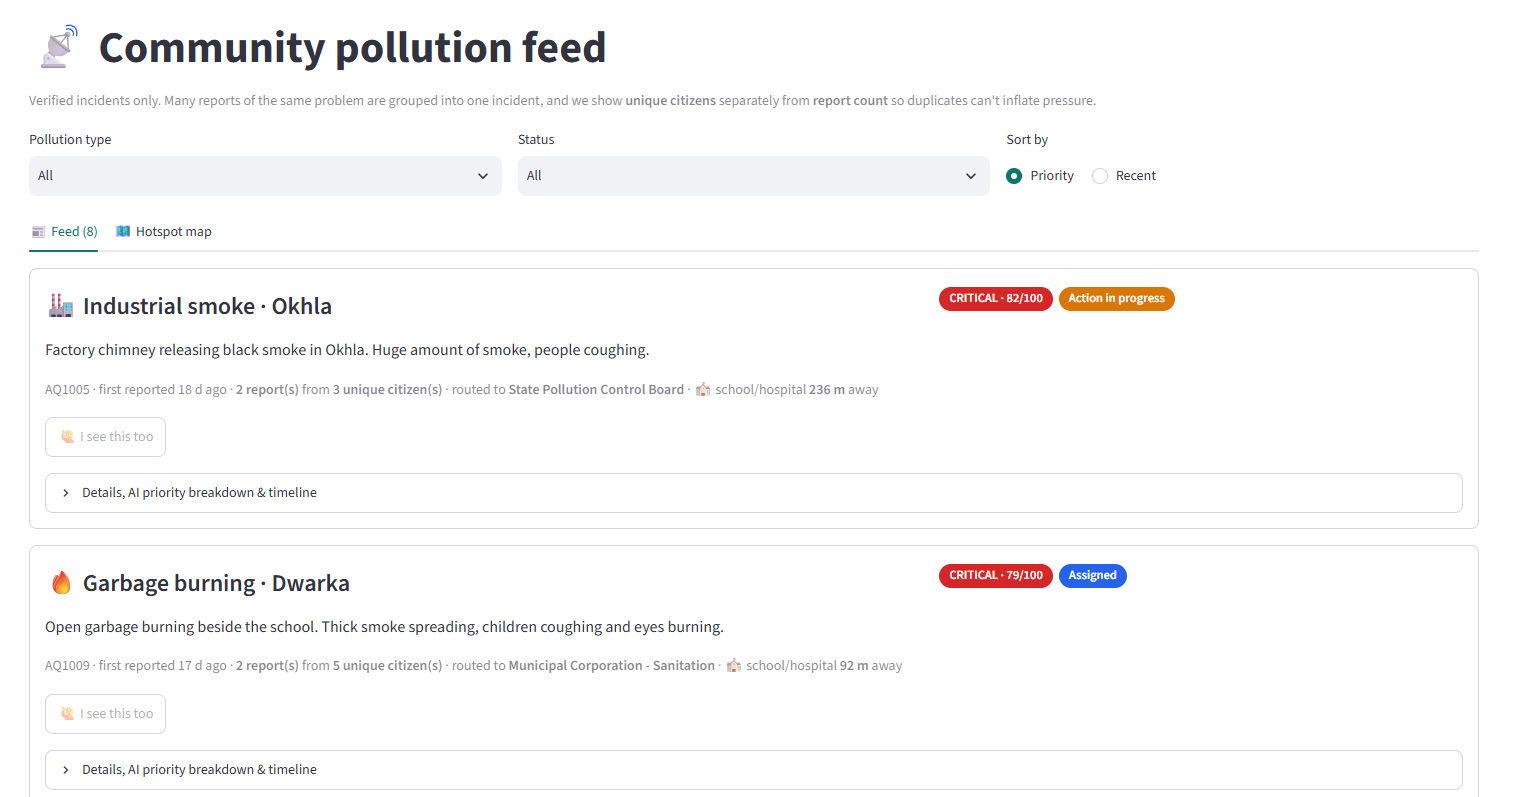 Community pollution feed
Verified incidents only. Many reports of the same problem are grouped into one incident, and we show unique citizens separately from report count so duplicates can't inflate pressure.
Pollution type
Status
Sort by
All
All
Priority
Recent
Feed (8)
Hotspot map
Industrial smoke · Okhla
CRITICAL · 82/100
Action in progress
Factory chimney releasing black smoke in Okhla. Huge amount of smoke, people coughing.
AQ1005 · first reported 18 d ago · 2 report(s) from 3 unique citizen(s) · routed to State Pollution Control Board · school/hospital 236 m away
I see this too
Details, AI priority breakdown & timeline
Garbage burning · Dwarka
CRITICAL · 79/100
Assigned
Open garbage burning beside the school. Thick smoke spreading, children coughing and eyes burning.
AQ1009 · first reported 17 d ago · 2 report(s) from 5 unique citizen(s) · routed to Municipal Corporation - Sanitation · school/hospital 92 m away
I see this too
Details, AI priority breakdown & timeline